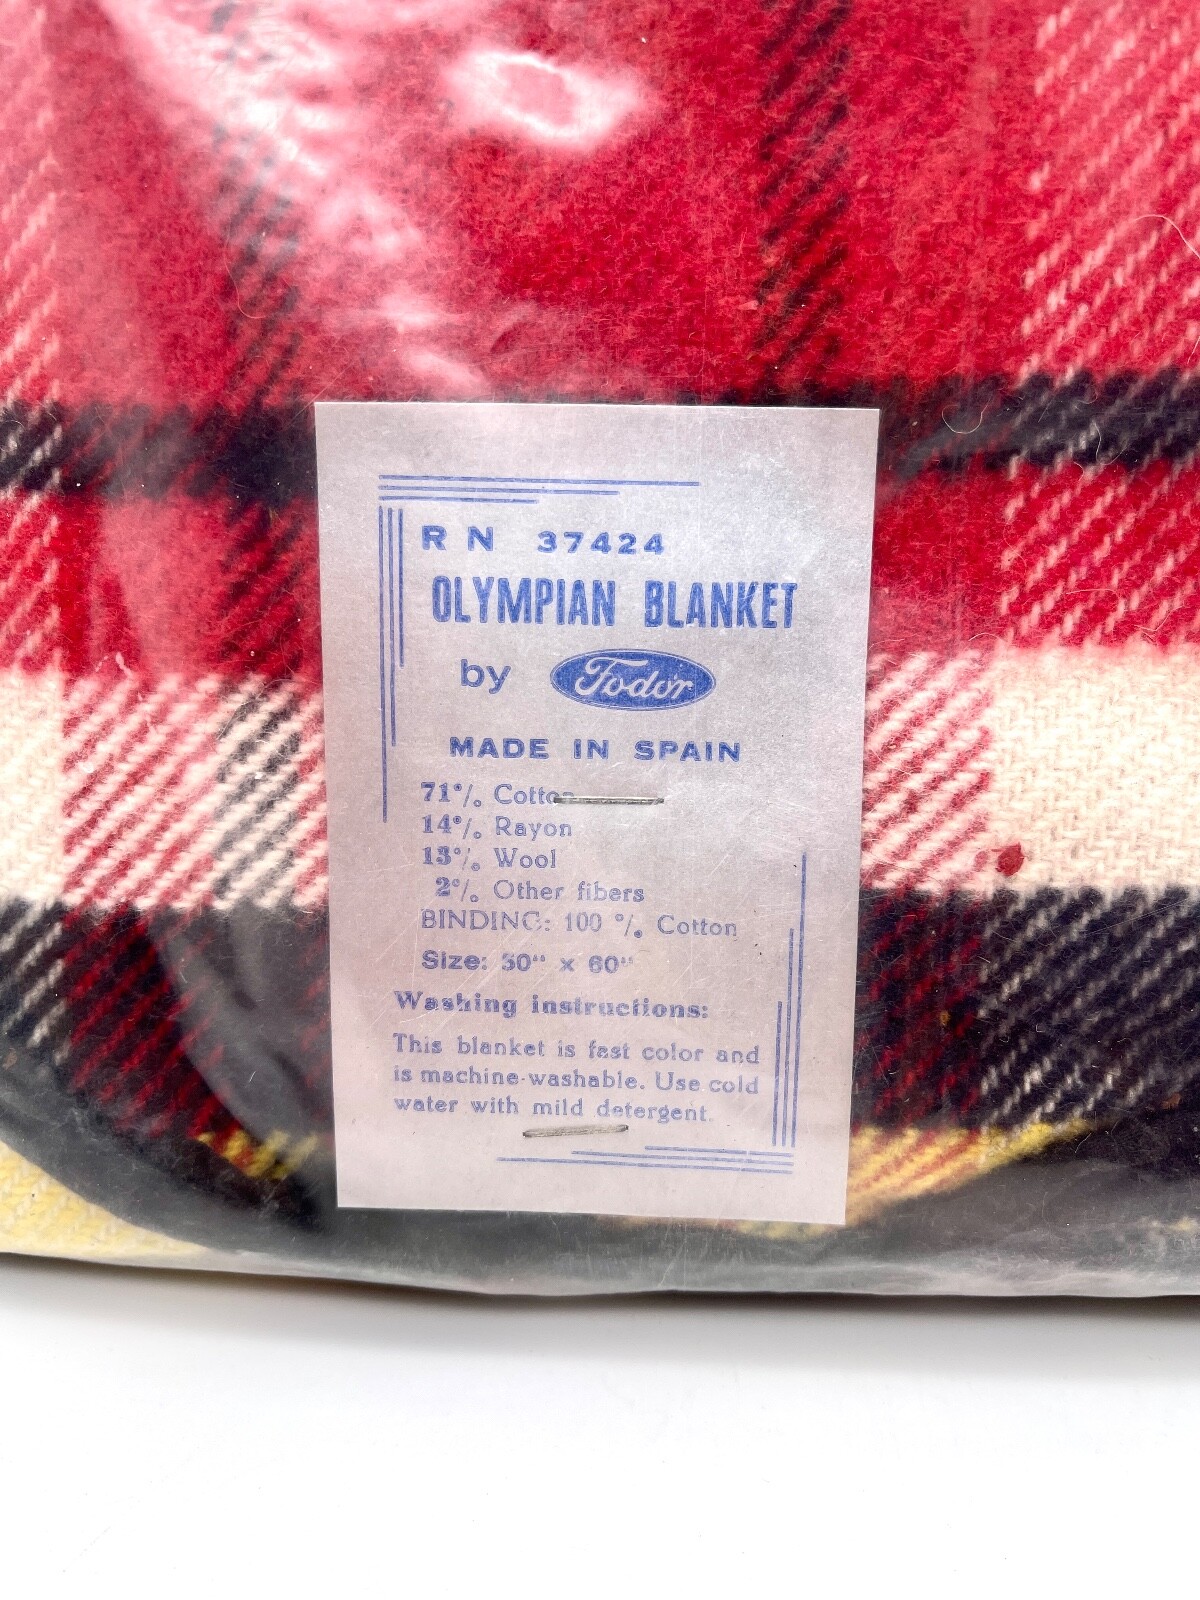 RN 37424
OLYMPIAN BLANKET
by Fodor
MADE IN SPAIN
71% Cotton
14% Rayon
13% Wool
2% Other fibers
BINDING: 100 % Cotton
Size: 50" x 60"
Washing instructions:
This blanket is fast color and
is machine-washable. Use cold
water with mild detergent.